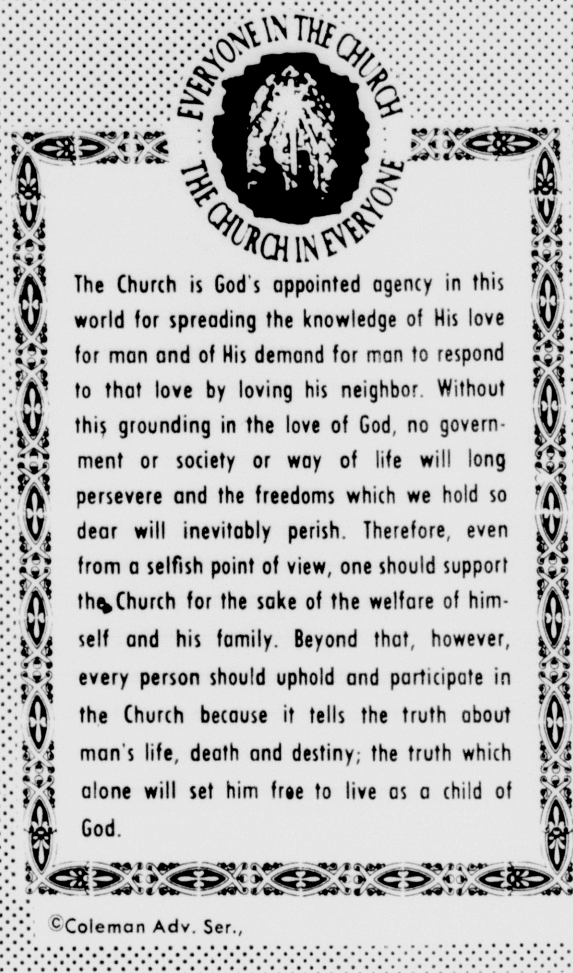 EVERYONE IN THE CHURCH
THE CHURCH IN EVERYONE
The Church is God's appointed agency in this
world for spreading the knowledge of His love
for man and of His demand for man to respond
to that love by loving his neighbor. Without
this grounding in the love of God, no govern-
ment or society or way of life will long
persevere and the freedoms which we hold so
dear will inevitably perish. Therefore, even
from a selfish point of view, one should support
the Church for the sake of the welfare of him-
self and his family. Beyond that, however,
every person should uphold and participate in
the Church because it tells the truth about
man's life, death and destiny; the truth which
alone will set him free to live as a child of
God.
©Coleman Adv. Ser.,